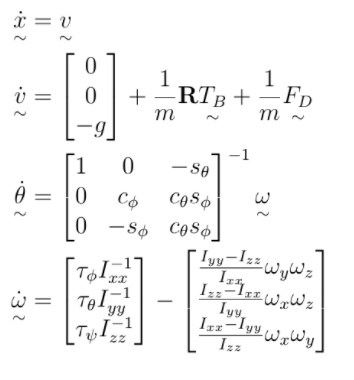 ẋ = v
v̇ = [0 0 −g] + 1/m RT_B + 1/m F_D
θ̇ = [1 0 −s_θ; 0 c_ϕ c_θ s_ϕ; 0 −s_ϕ c_θ s_ϕ]^−1 ω
ω̇ = [τ_ϕ I_xx^−1; τ_θ I_yy^−1; τ_ψ I_zz^−1] − [(I_yy−I_zz)/I_xx ω_y ω_z; (I_zz−I_xx)/I_yy ω_x ω_z; (I_xx−I_yy)/I_zz ω_x ω_y]